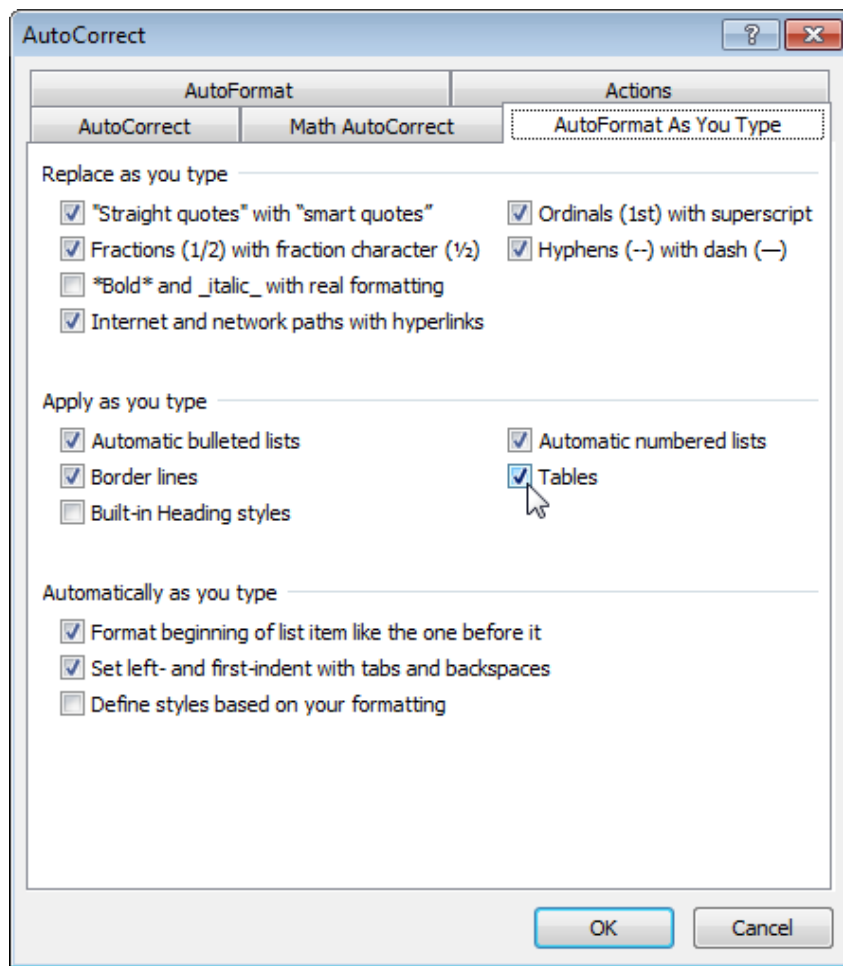 AutoCorrect
AutoFormat Actions
AutoCorrect Math AutoCorrect AutoFormat As You Type
Replace as you type
"Straight quotes" with “smart quotes” Ordinals (1st) with superscript
Fractions (1/2) with fraction character (½) Hyphens (--) with dash (—)
*Bold* and _italic_ with real formatting
Internet and network paths with hyperlinks
Apply as you type
Automatic bulleted lists Automatic numbered lists
Border lines Tables
Built-in Heading styles
Automatically as you type
Format beginning of list item like the one before it
Set left- and first-indent with tabs and backspaces
Define styles based on your formatting
OK Cancel